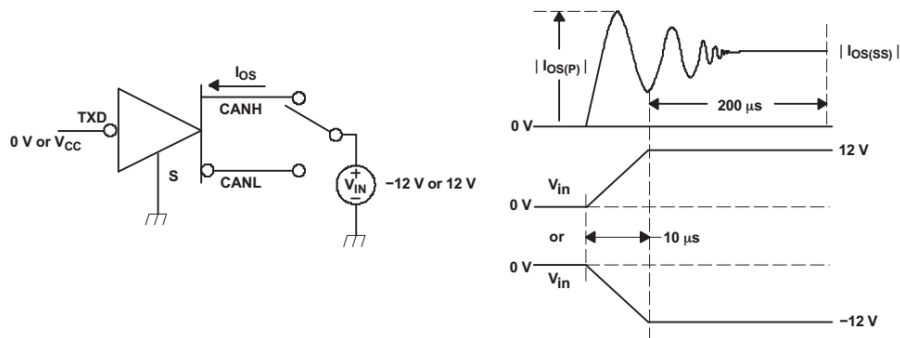 TXD
0 V or VCC
S
IOS
CANH
CANL
VIN
+
−
−12 V or 12 V
| IOS(P) |
| IOS(SS) |
200 μs
0 V
12 V
Vin
0 V
or
10 μs
0 V
Vin
−12 V